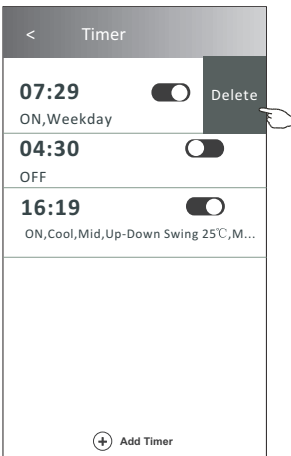 < Timer
07:29
Delete
ON,Weekday
04:30
OFF
16:19
ON,Cool,Mid,Up-Down Swing 25℃,M...
+ Add Timer